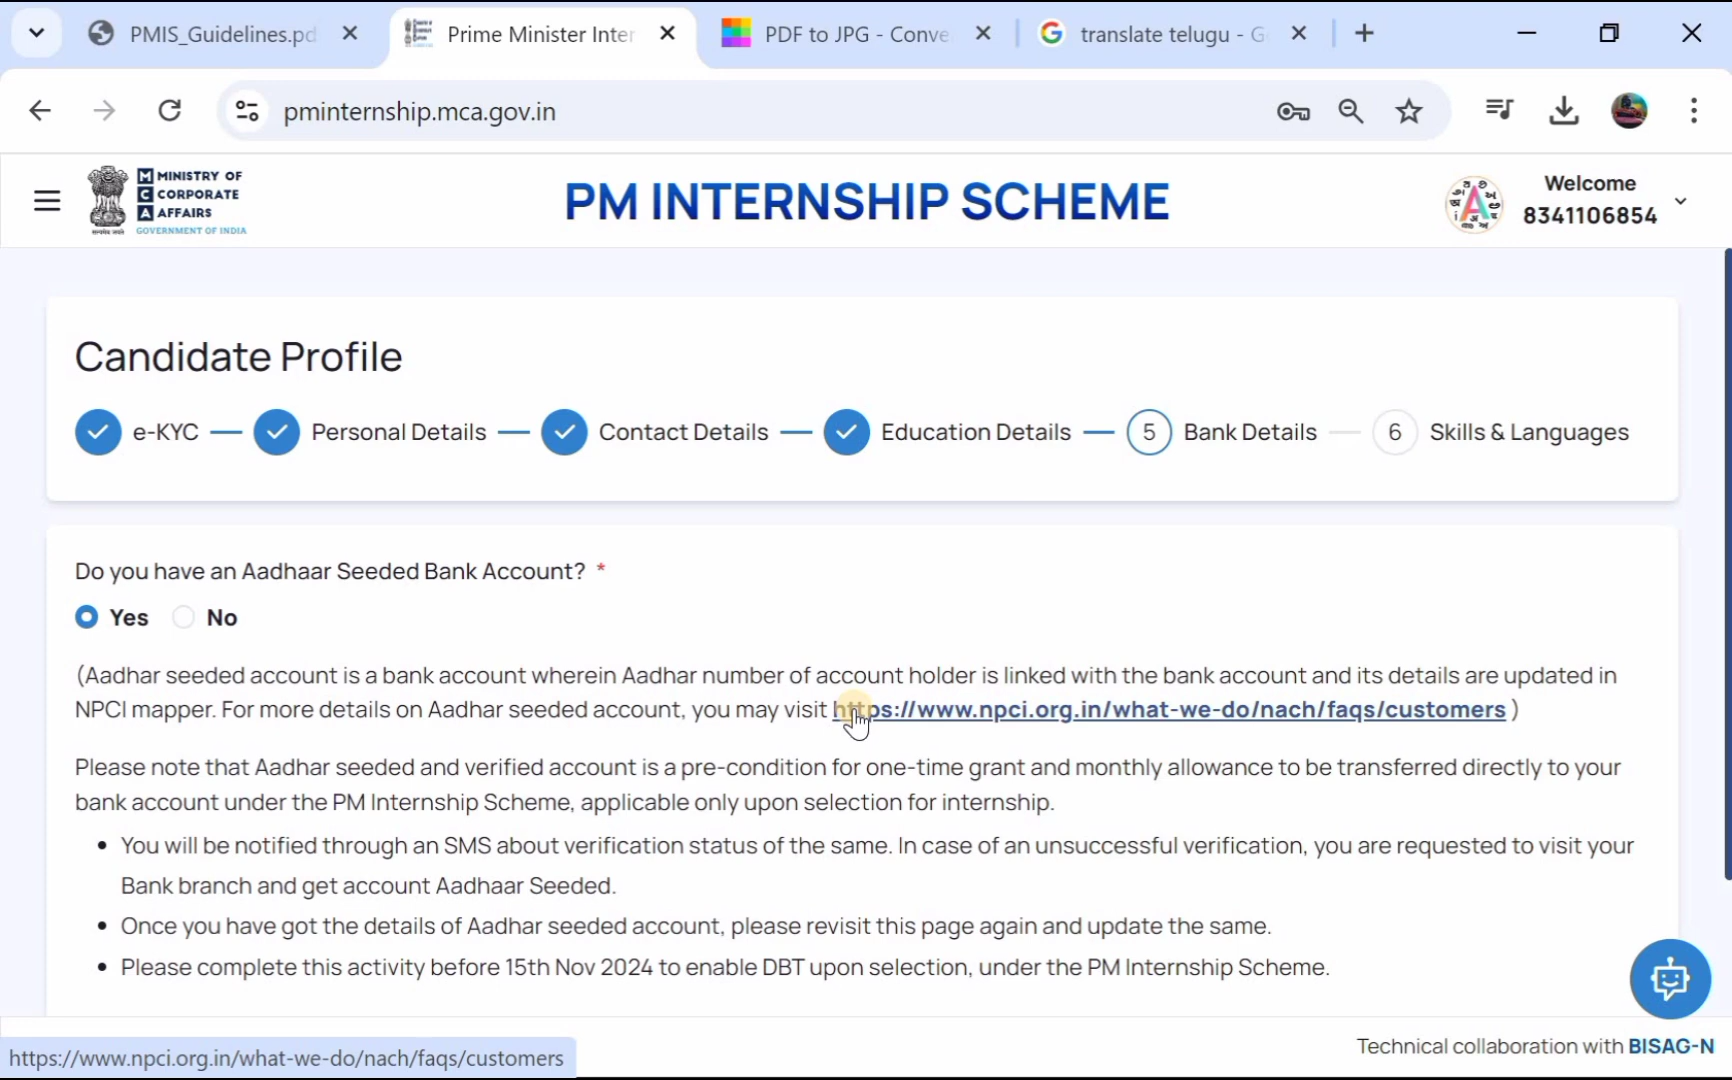 PMIS_Guidelines.pd
Prime Minister Inter
PDF to JPG - Conve
translate telugu - G
pminternship.mca.gov.in
MINISTRY OF
CORPORATE
AFFAIRS
GOVERNMENT OF INDIA
सत्यमेव जयते
PM INTERNSHIP SCHEME
Welcome
8341106854
Candidate Profile
e-KYC
Personal Details
Contact Details
Education Details
5 Bank Details
6 Skills & Languages
Do you have an Aadhaar Seeded Bank Account? *
Yes No
(Aadhar seeded account is a bank account wherein Aadhar number of account holder is linked with the bank account and its details are updated in
NPCI mapper. For more details on Aadhar seeded account, you may visit https://www.npci.org.in/what-we-do/nach/faqs/customers )
Please note that Aadhar seeded and verified account is a pre-condition for one-time grant and monthly allowance to be transferred directly to your
bank account under the PM Internship Scheme, applicable only upon selection for internship.
• You will be notified through an SMS about verification status of the same. In case of an unsuccessful verification, you are requested to visit your
Bank branch and get account Aadhaar Seeded.
• Once you have got the details of Aadhar seeded account, please revisit this page again and update the same.
• Please complete this activity before 15th Nov 2024 to enable DBT upon selection, under the PM Internship Scheme.
Technical collaboration with BISAG-N
https://www.npci.org.in/what-we-do/nach/faqs/customers